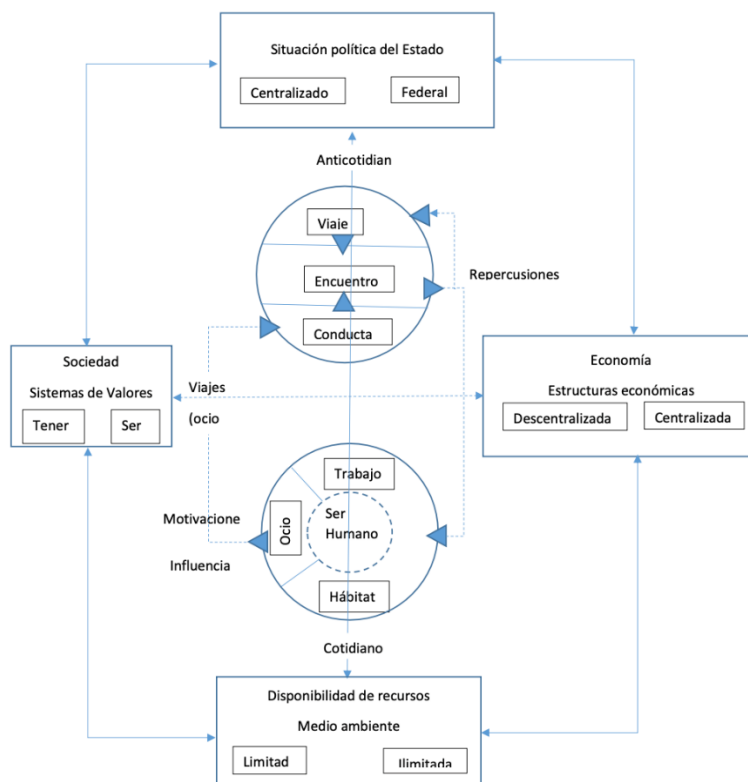 Situación política del Estado
Centralizado
Federal
Anticotidian
Viaje
Encuentro
Conducta
Repercusiones
Sociedad
Sistemas de Valores
Tener
Ser
Viajes
(ocio
Economía
Estructuras económicas
Descentralizada
Centralizada
Trabajo
Ser
Humano
Ocio
Hábitat
Motivacione
Influencia
Cotidiano
Disponibilidad de recursos
Medio ambiente
Limitad
Ilimitada